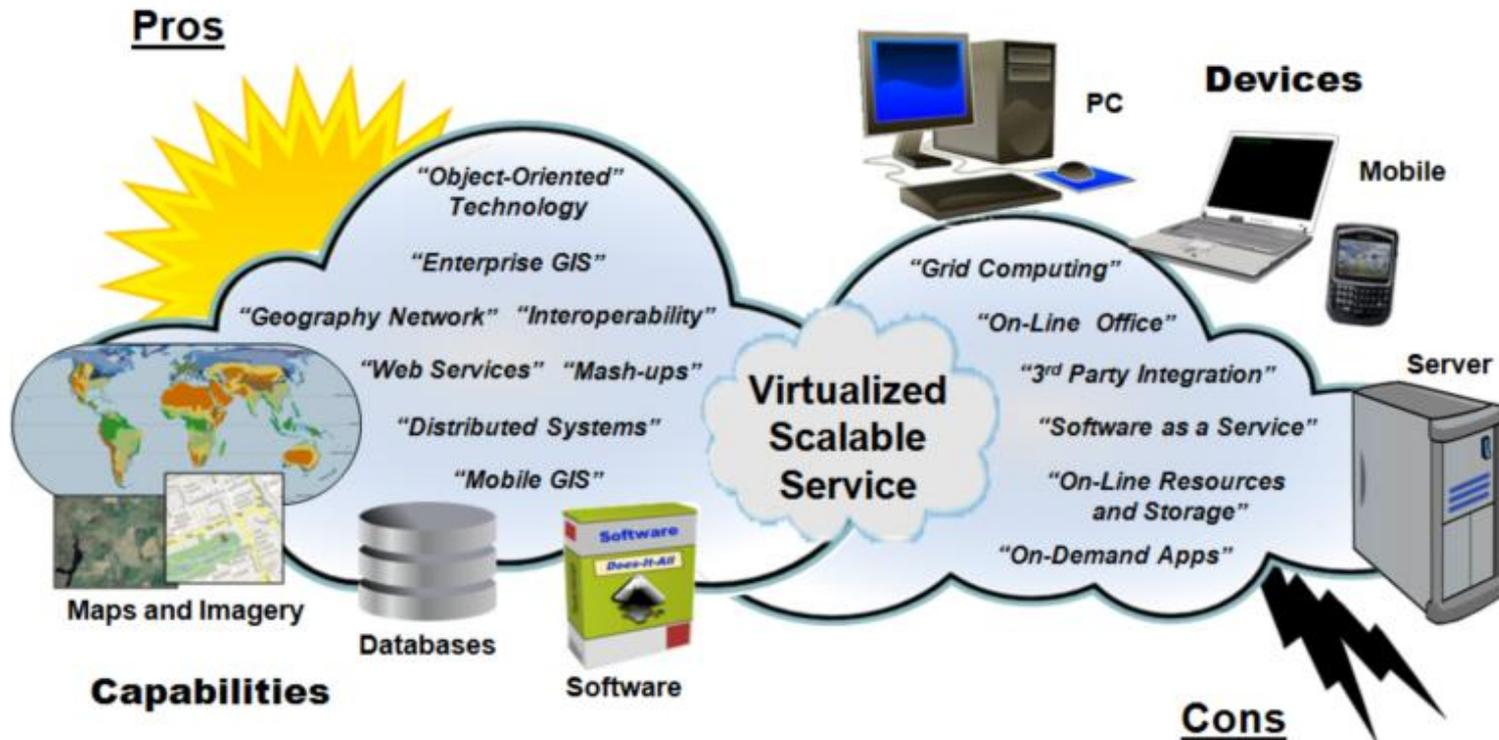 Pros
Devices
PC
Mobile
Server
“Object-Oriented”
Technology
“Enterprise GIS”
“Geography Network” “Interoperability”
“Web Services” “Mash-ups”
“Distributed Systems”
“Mobile GIS”
Virtualized
Scalable
Service
“Grid Computing”
“On-Line Office”
“3rd Party Integration”
“Software as a Service”
“On-Line Resources
and Storage”
“On-Demand Apps”
Maps and Imagery
Databases
Software
Does-It-All
Software
Capabilities
Cons